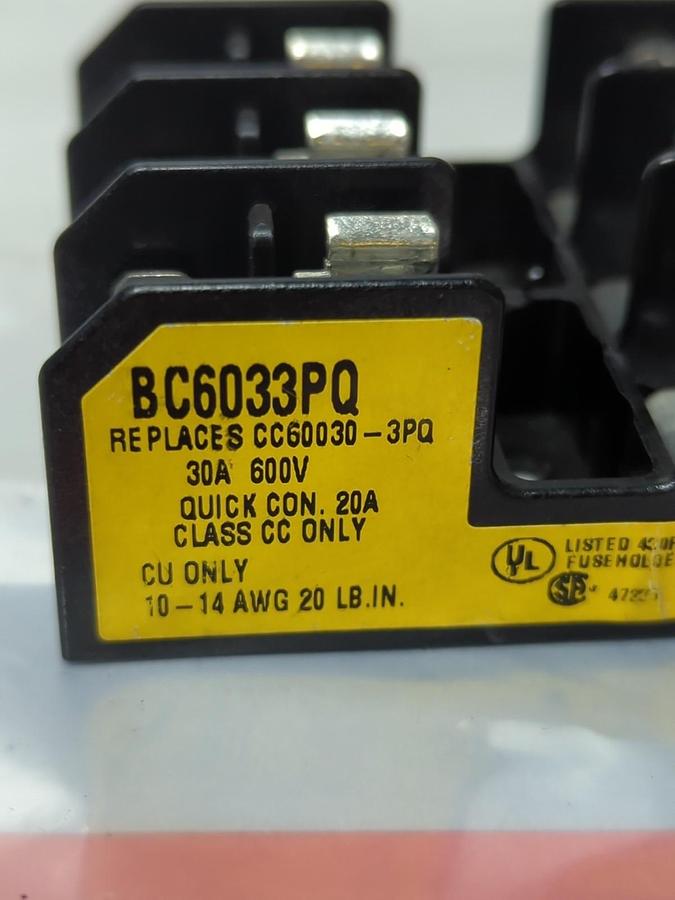 BC6033PQ
REPLACES CC60030-3PQ
30A 600V
QUICK CON. 20A
CLASS CC ONLY
CU ONLY
10-14 AWG 20 LB.IN.
UL
LISTED
SA